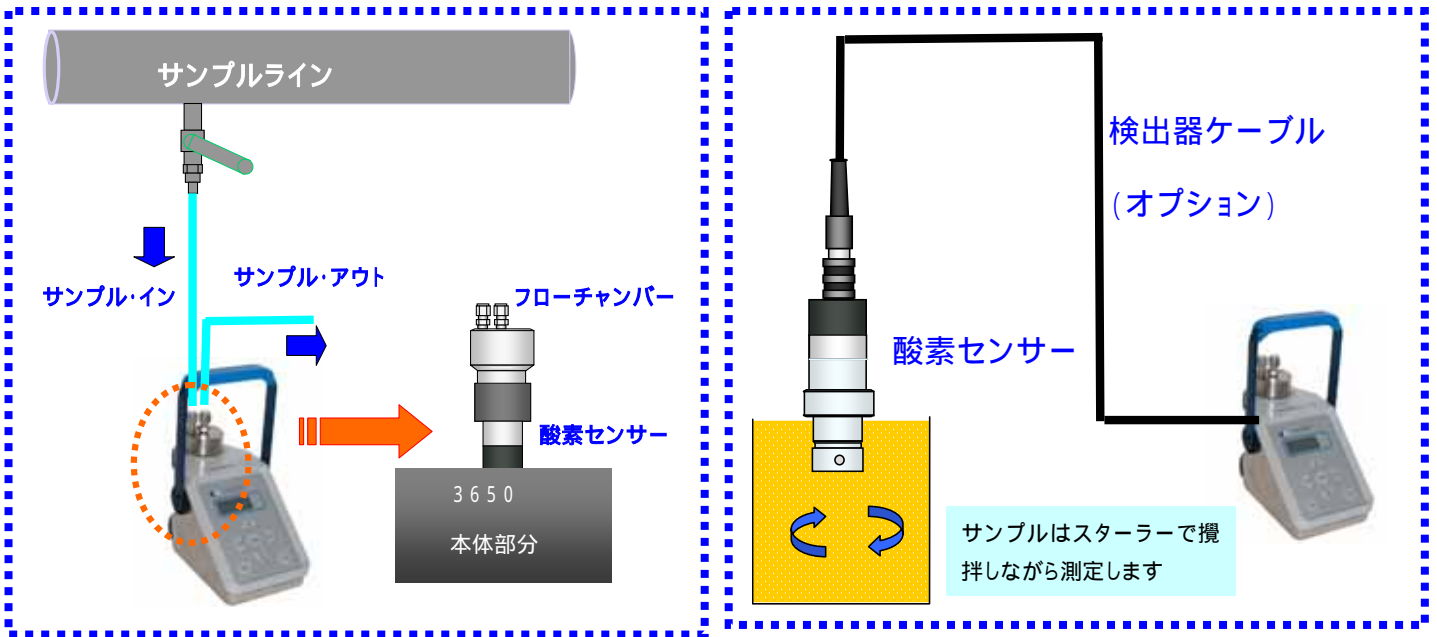 サンプルライン
サンプル・イン
サンプル・アウト
フローチャンバー
酸素センサー
3650
本体部分
検出器ケーブル
(オプション)
酸素センサー
サンプルはスターラーで攪
拌しながら測定します